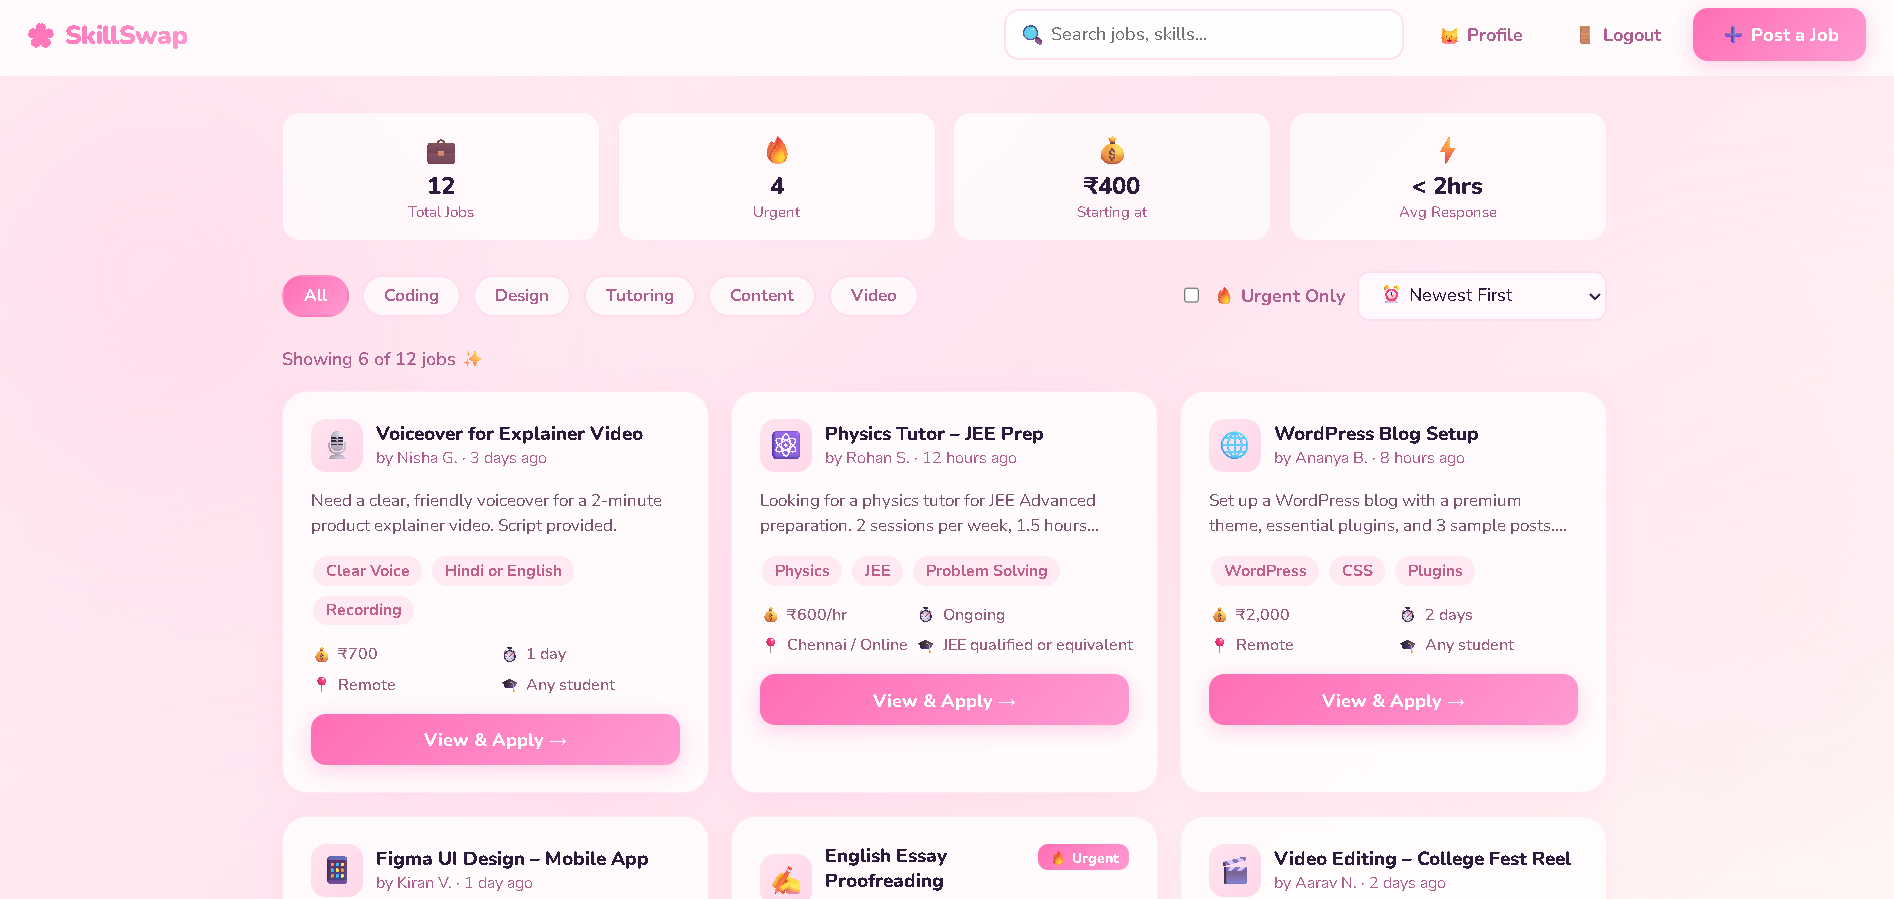 SkillSwap
Search jobs, skills...
Profile
Logout
Post a Job
12
Total Jobs
4
Urgent
₹400
Starting at
< 2hrs
Avg Response
All
Coding
Design
Tutoring
Content
Video
Urgent Only
Newest First
Showing 6 of 12 jobs ✨
Voiceover for Explainer Video
by Nisha G. · 3 days ago
Need a clear, friendly voiceover for a 2-minute
product explainer video. Script provided.
Clear Voice
Hindi or English
Recording
₹700
1 day
Remote
Any student
View & Apply →
Physics Tutor – JEE Prep
by Rohan S. · 12 hours ago
Looking for a physics tutor for JEE Advanced
preparation. 2 sessions per week, 1.5 hours...
Physics
JEE
Problem Solving
₹600/hr
Ongoing
Chennai / Online
JEE qualified or equivalent
View & Apply →
WordPress Blog Setup
by Ananya B. · 8 hours ago
Set up a WordPress blog with a premium
theme, essential plugins, and 3 sample posts....
WordPress
CSS
Plugins
₹2,000
2 days
Remote
Any student
View & Apply →
Figma UI Design – Mobile App
by Kiran V. · 1 day ago
English Essay
Proofreading
Urgent
Video Editing – College Fest Reel
by Aarav N. · 2 days ago